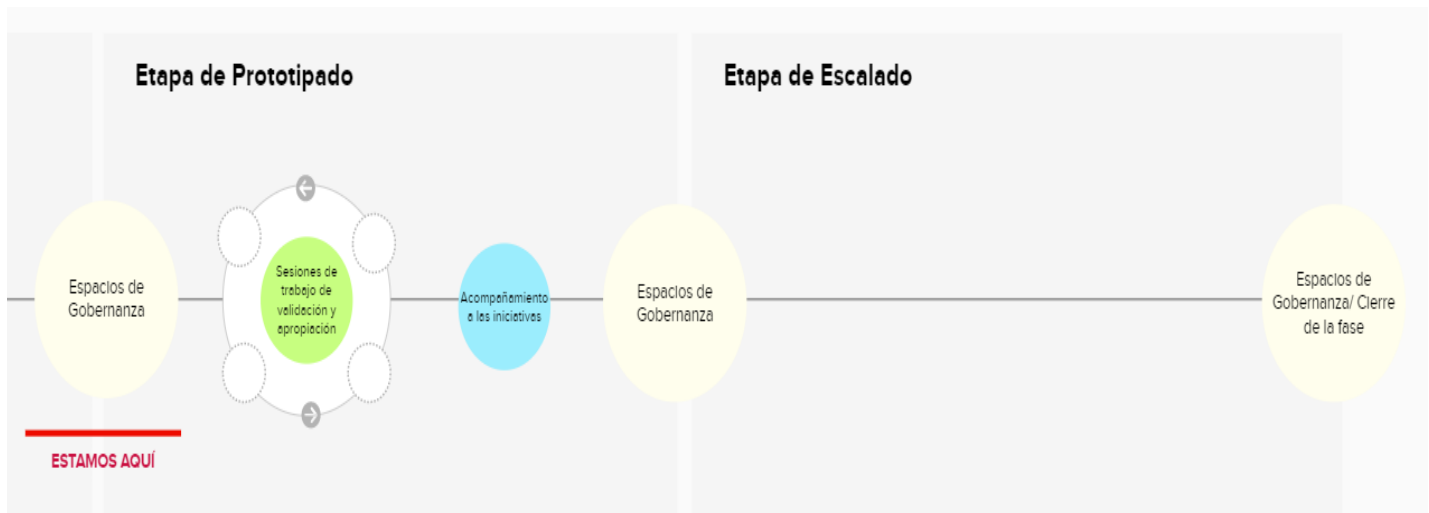 Etapa de Prototipado
Etapa de Escalado
Espacios de
Gobernanza
Sesiones de
trabajo de
validación y
apropiación
Acompañamiento
a las iniciativas
Espacios de
Gobernanza
Espacios de
Gobernanza/ Cierre
de la fase
ESTAMOS AQUÍ